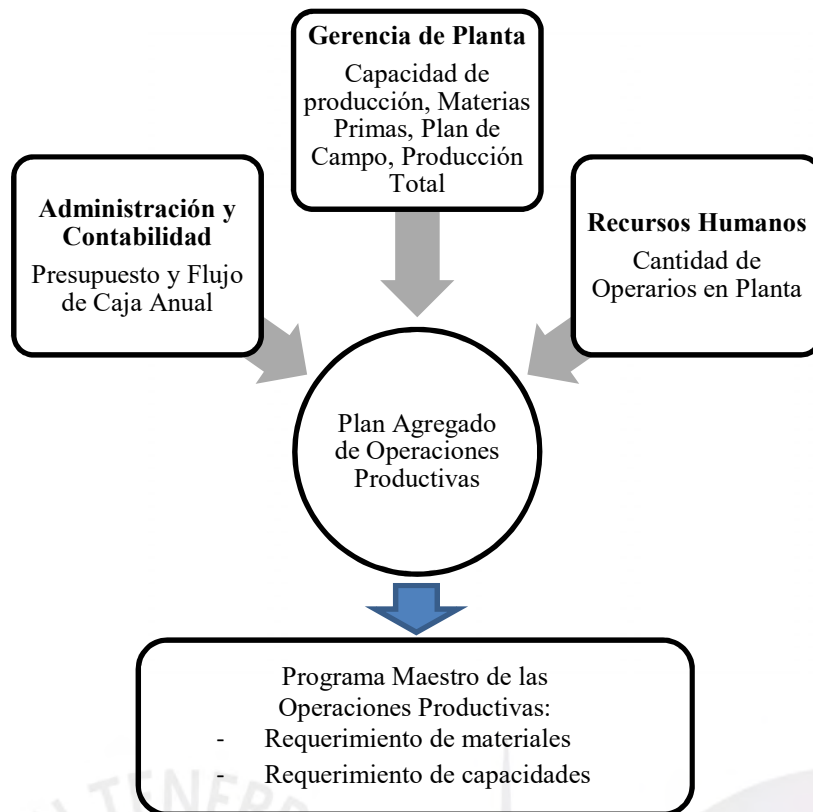 Gerencia de Planta
Capacidad de
producción, Materias
Primas, Plan de
Campo, Producción
Total
Administración y
Contabilidad
Presupuesto y Flujo
de Caja Anual
Recursos Humanos
Cantidad de
Operarios en Planta
Plan Agregado
de Operaciones
Productivas
Programa Maestro de las
Operaciones Productivas:
- Requerimiento de materiales
- Requerimiento de capacidades